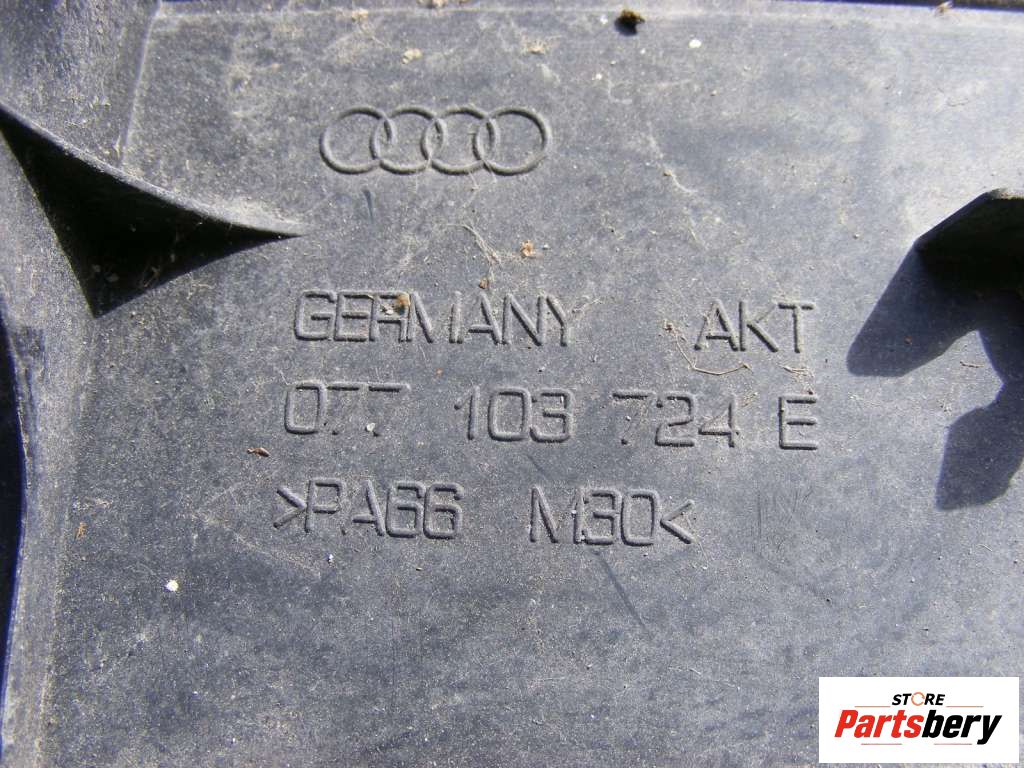 GERMANY AKT
077 103 724 E
>PA66 M30<
STORE
Partsbery